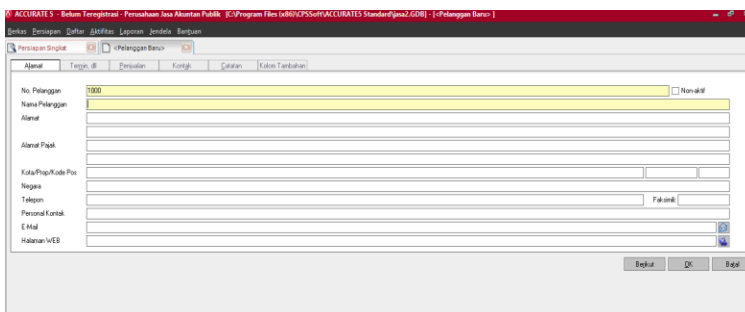 ACCURATE 5 - Belum Teregistrasi - Perusahaan Jasa Akuntan Publik [C:\Program Files (x86)\CPSSoft\ACCURATE5 Standard\jasa2.GDB] - [<Pelanggan Baru> ]
Berkas Persiapan Daftar Aktifitas Laporan Jendela Bantuan
Persiapan Singkat <Pelanggan Baru>
Alamat Termin, dll Penjualan Kontak Catatan Kolom Tambahan
No. Pelanggan 1000 Non-aktif
Nama Pelanggan
Alamat
Alamat Pajak
Kota/Prop/Kode Pos
Negara
Telepon Faksimili
Personal Kontak
E-Mail
Halaman WEB
Berikut OK Batal